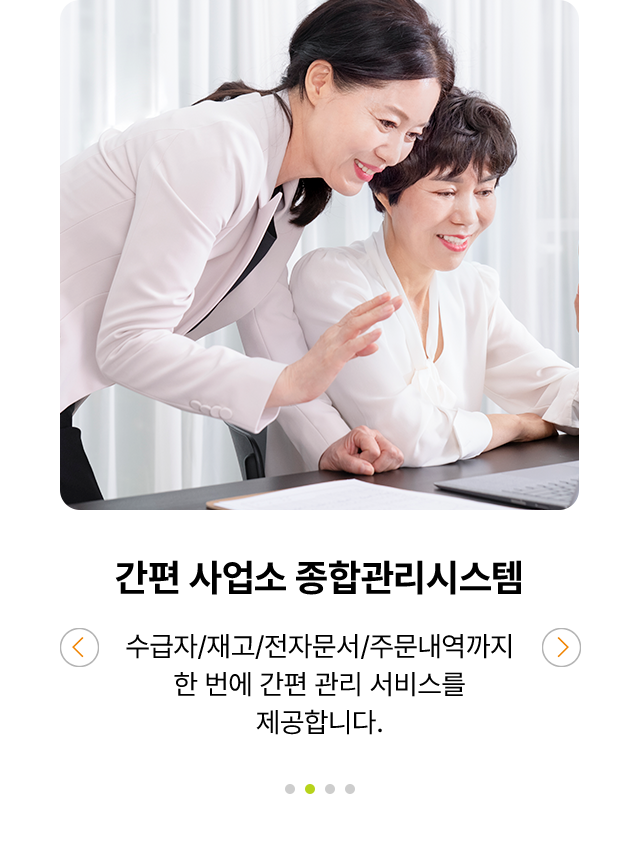 간편 사업소 종합관리시스템
수급자/재고/전자문서/주문내역까지
한 번에 간편 관리 서비스를
제공합니다.